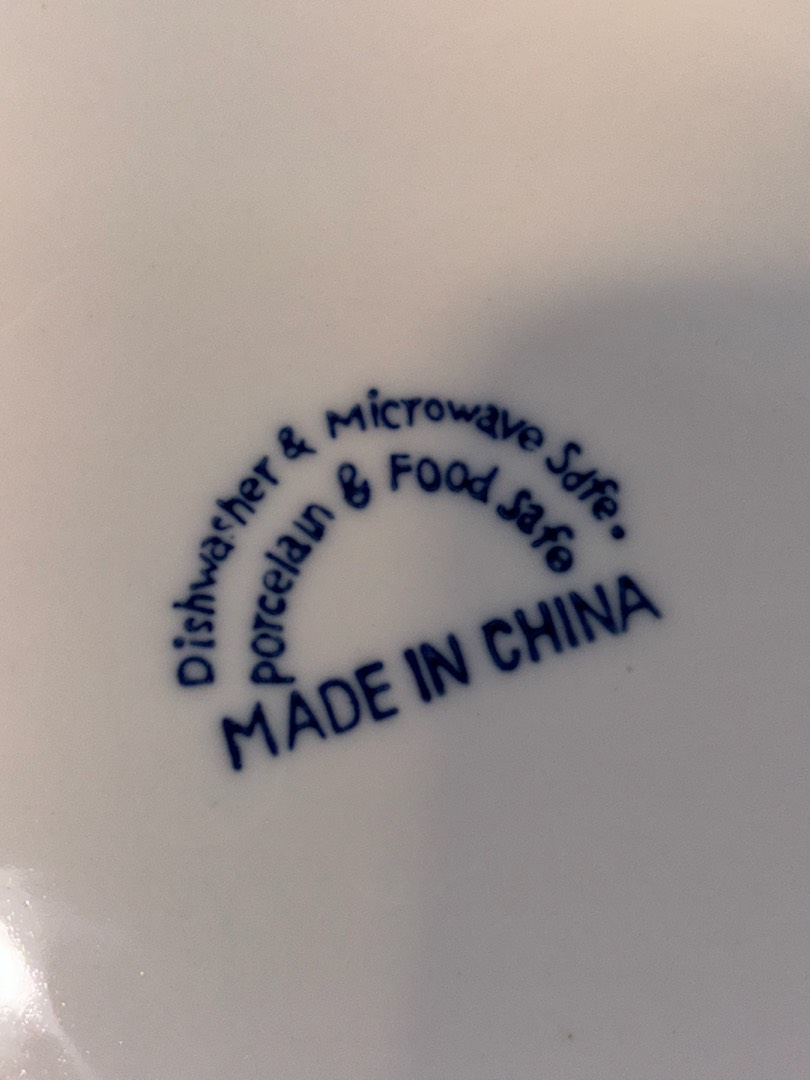 Dishwasher & Microwave Safe.
porcelain & Food Safe
MADE IN CHINA